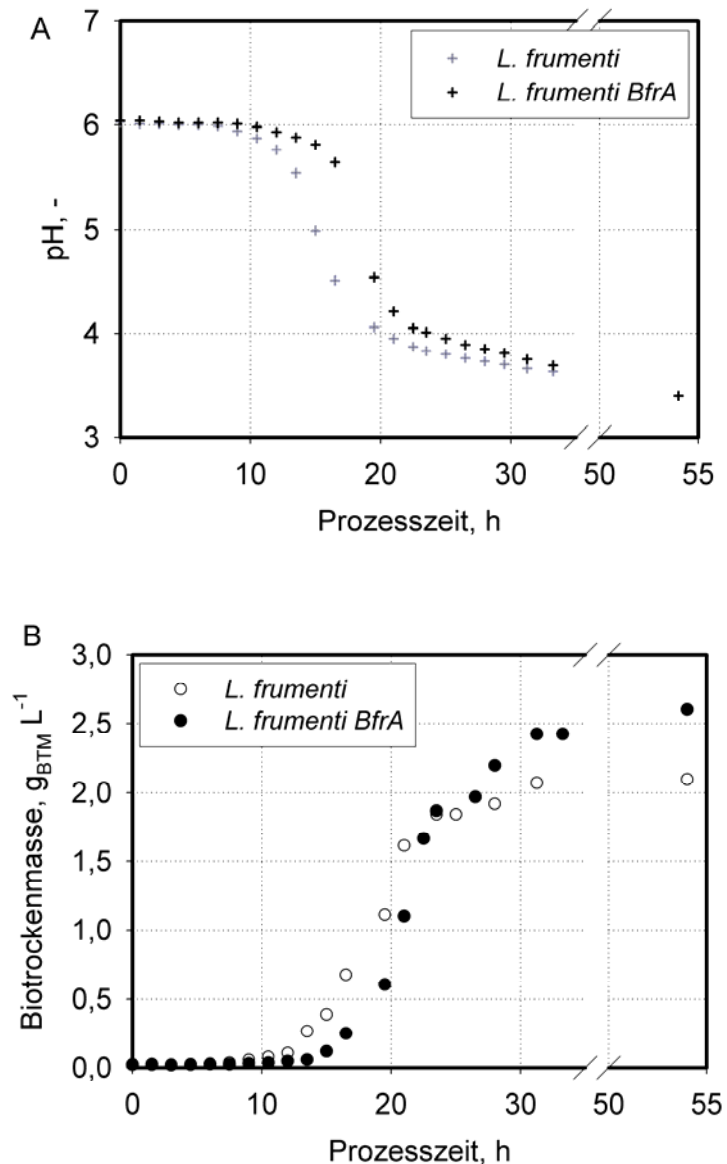 A
7
6
5
4
3
pH, -
L. frumenti
L. frumenti BfrA
0 10 20 30 50 55
Prozesszeit, h
B
3,0
2,5
2,0
1,5
1,0
0,5
0,0
Biotrockenmasse, g_BTM L⁻¹
L. frumenti
L. frumenti BfrA
0 10 20 30 50 55
Prozesszeit, h